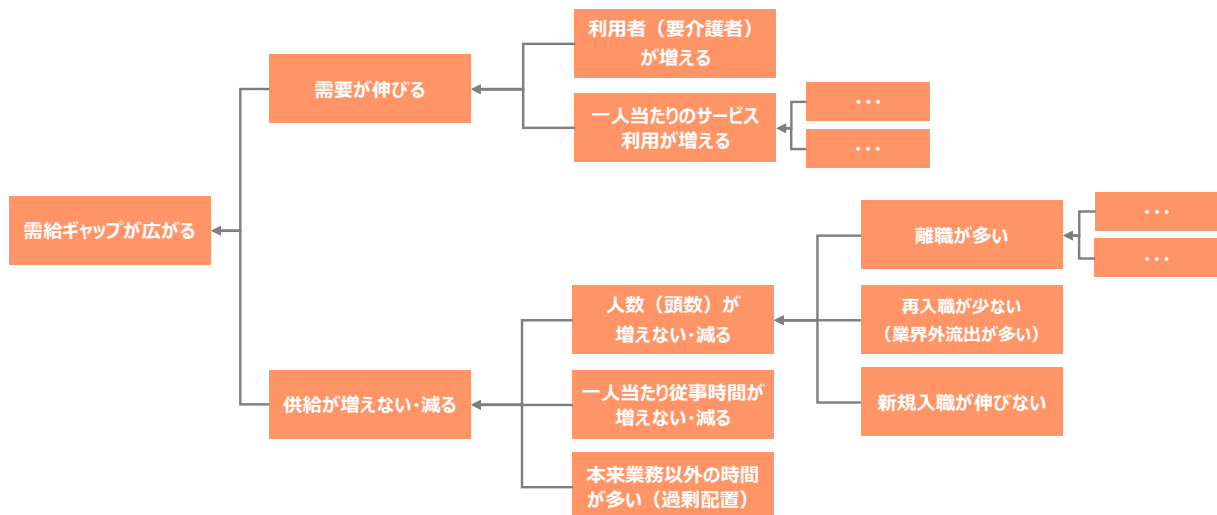 需給ギャップが広がる
需要が伸びる
利用者（要介護者）
が増える
一人当たりのサービス
利用が増える
・・・
・・・
供給が増えない・減る
人数（頭数）が
増えない・減る
離職が多い
・・・
・・・
再入職が少ない
（業界外流出が多い）
新規入職が伸びない
一人当たり従事時間が
増えない・減る
本来業務以外の時間
が多い（過剰配置）